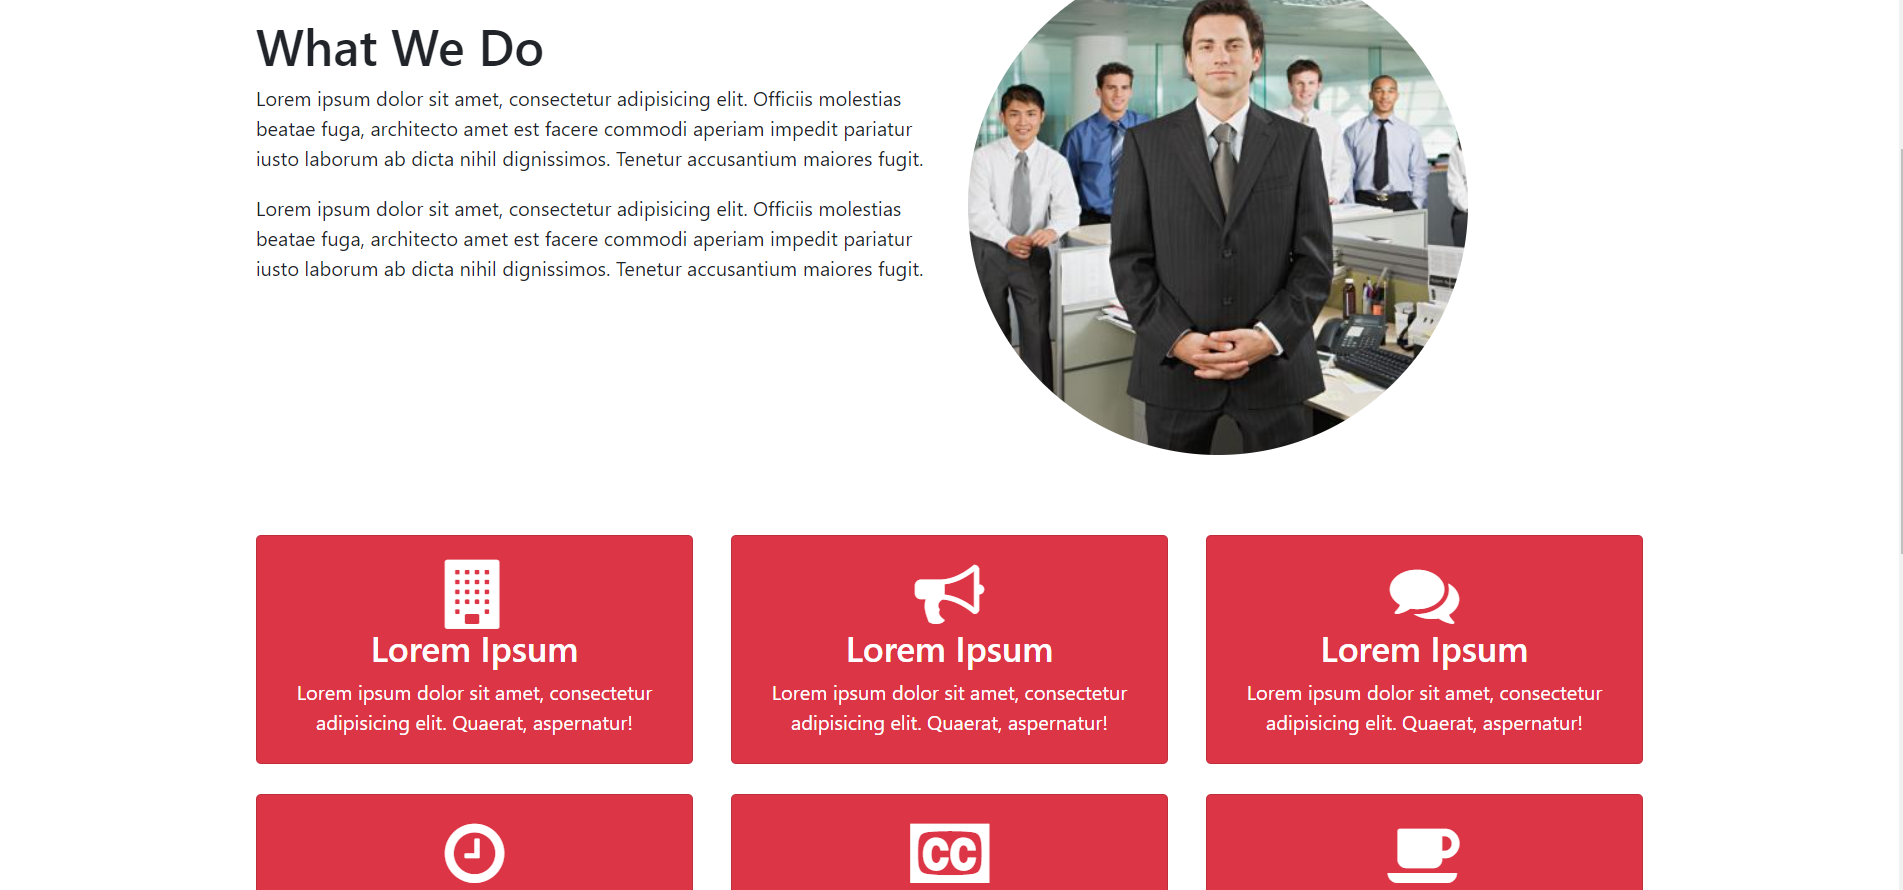 What We Do
Lorem ipsum dolor sit amet, consectetur adipisicing elit. Officiis molestias
beatae fuga, architecto amet est facere commodi aperiam impedit pariatur
iusto laborum ab dicta nihil dignissimos. Tenetur accusantium maiores fugit.
Lorem ipsum dolor sit amet, consectetur adipisicing elit. Officiis molestias
beatae fuga, architecto amet est facere commodi aperiam impedit pariatur
iusto laborum ab dicta nihil dignissimos. Tenetur accusantium maiores fugit.
Lorem Ipsum
Lorem ipsum dolor sit amet, consectetur
adipisicing elit. Quaerat, aspernatur!
Lorem Ipsum
Lorem ipsum dolor sit amet, consectetur
adipisicing elit. Quaerat, aspernatur!
Lorem Ipsum
Lorem ipsum dolor sit amet, consectetur
adipisicing elit. Quaerat, aspernatur!
CC